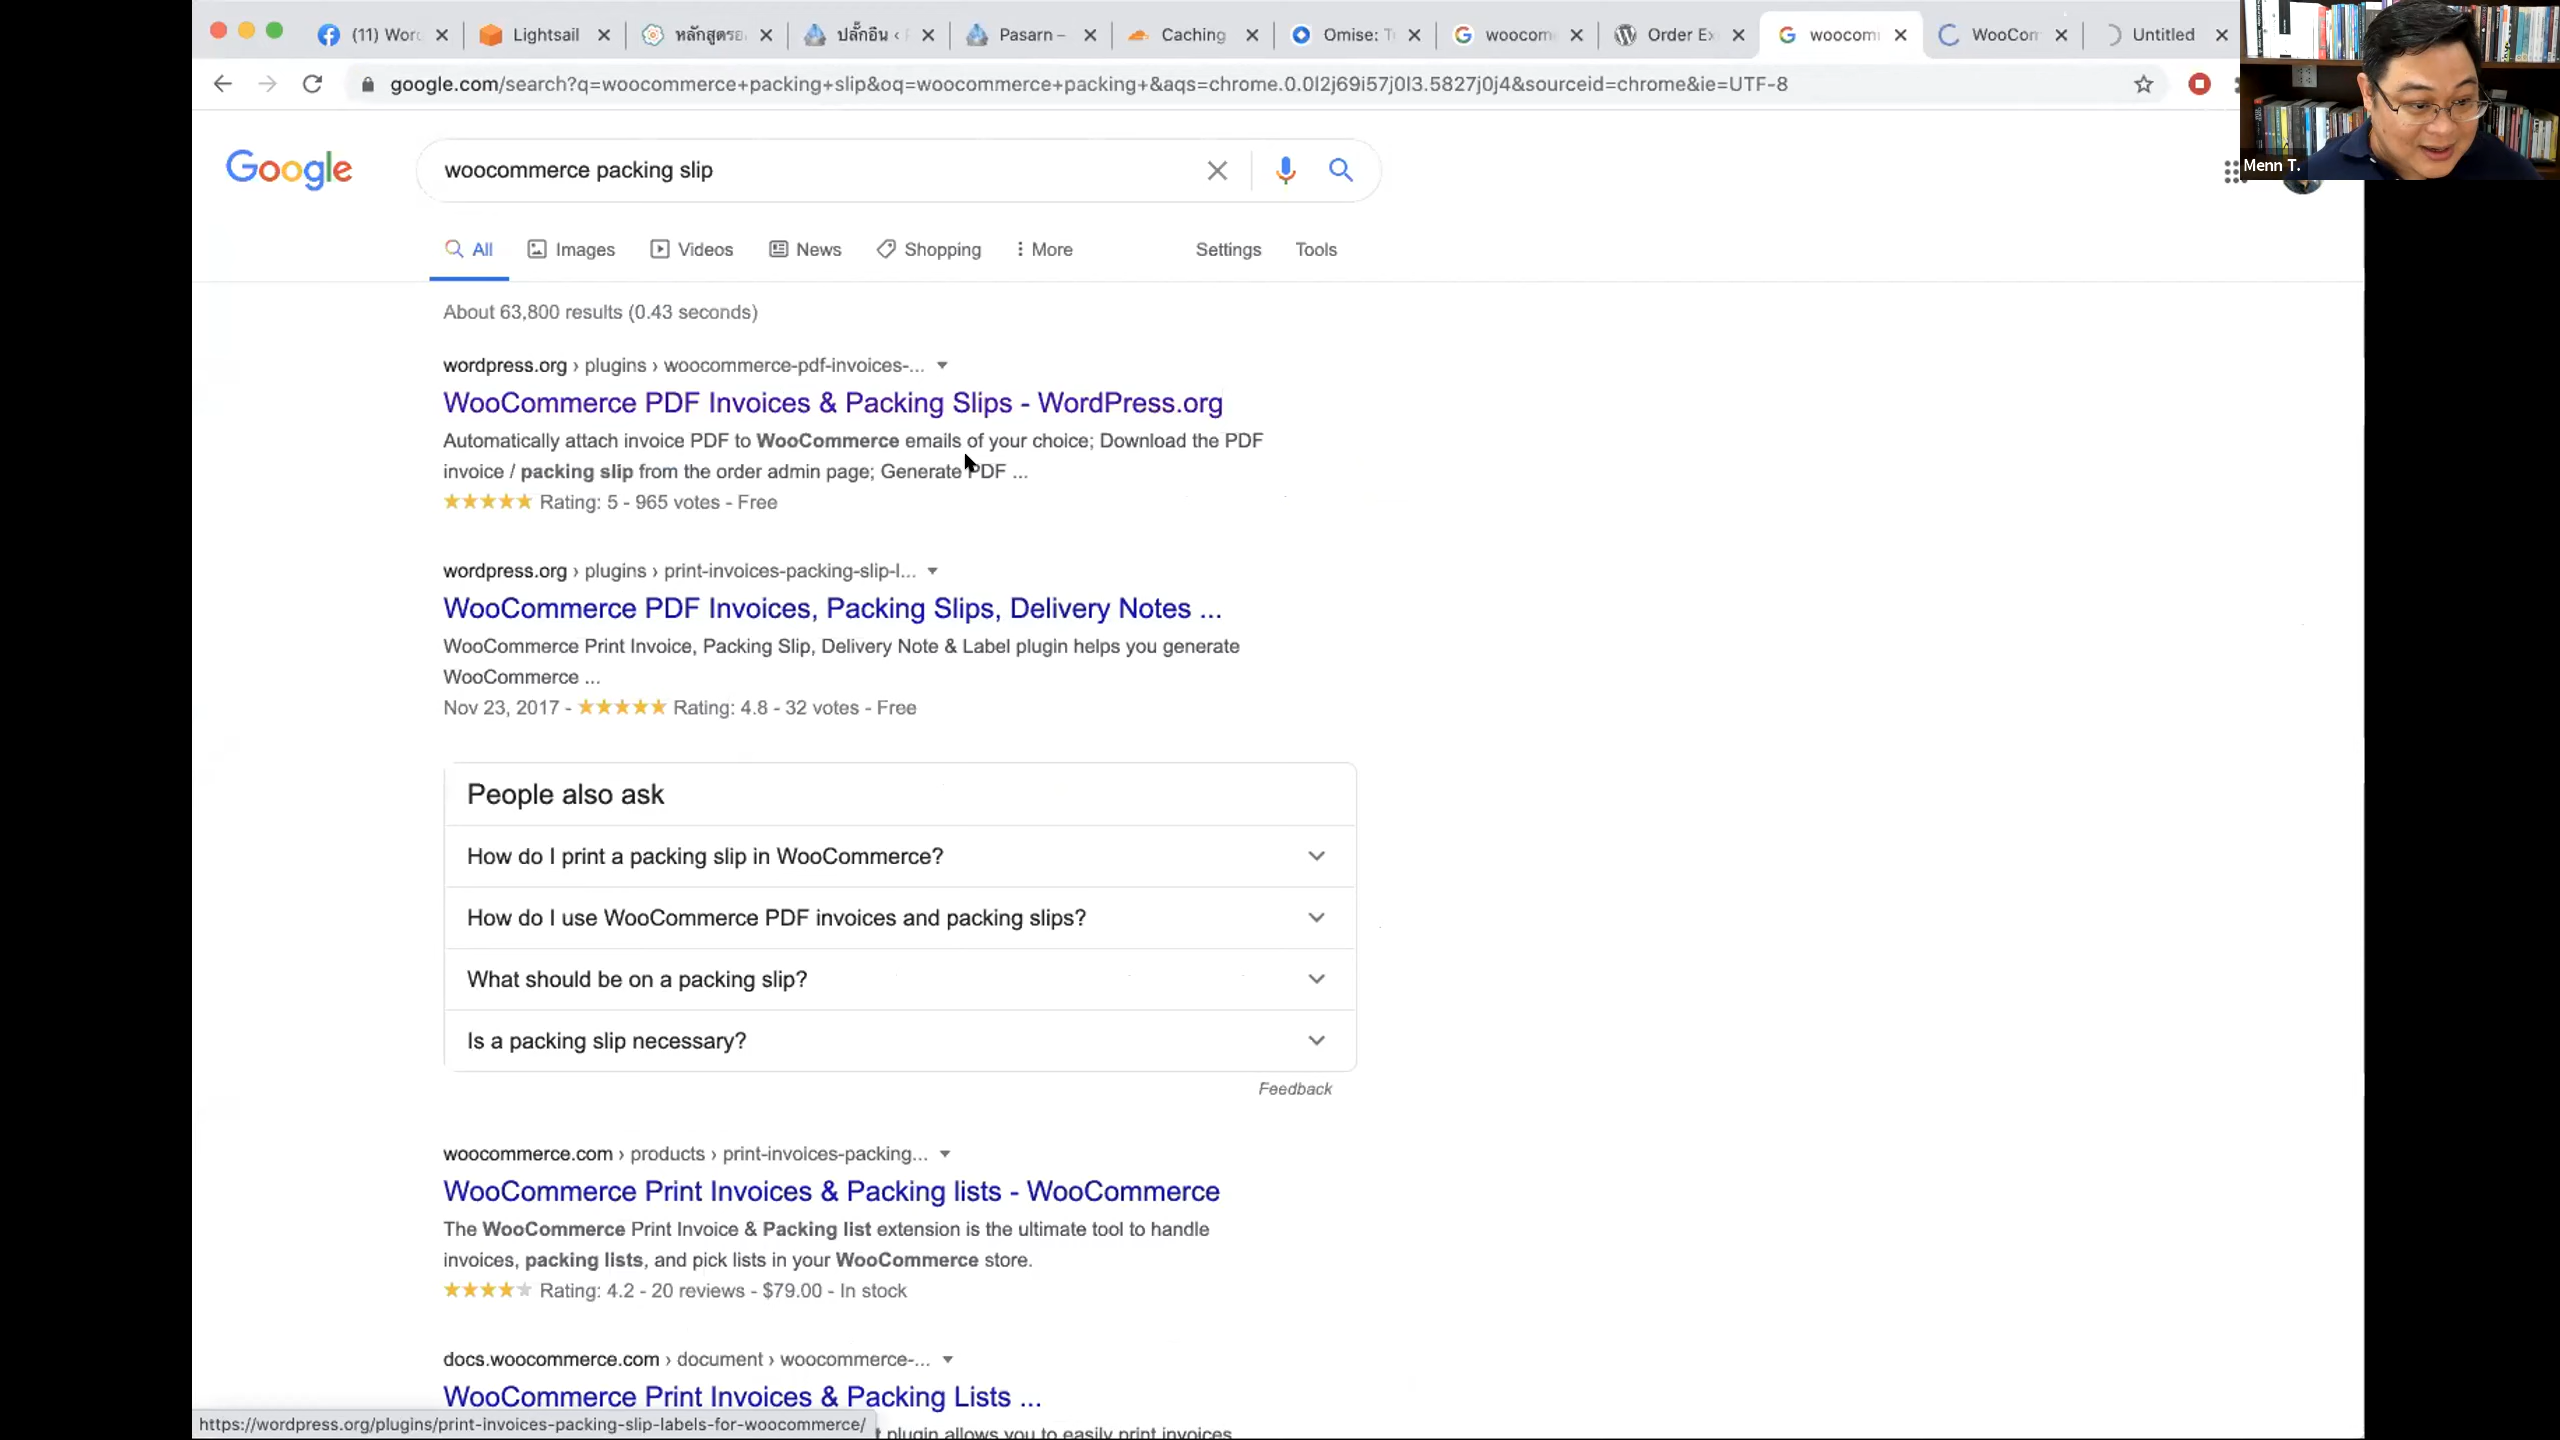 (11) Word
Lightsail
หลักสูตรอ
ปลั๊กอิน ‹
Pasarn –
Caching
Omise: T
woocom
Order Ex
woocom
WooCom
Untitled
google.com/search?q=woocommerce+packing+slip&oq=woocommerce+packing+&aqs=chrome.0.0l2j69i57j0l3.5827j0j4&sourceid=chrome&ie=UTF-8
Menn T.
Google
woocommerce packing slip
All
Images
Videos
News
Shopping
More
Settings
Tools
About 63,800 results (0.43 seconds)
wordpress.org › plugins › woocommerce-pdf-invoices-...
WooCommerce PDF Invoices & Packing Slips - WordPress.org
Automatically attach invoice PDF to WooCommerce emails of your choice; Download the PDF
invoice / packing slip from the order admin page; Generate PDF ...
Rating: 5 - 965 votes - Free
wordpress.org › plugins › print-invoices-packing-slip-l...
WooCommerce PDF Invoices, Packing Slips, Delivery Notes ...
WooCommerce Print Invoice, Packing Slip, Delivery Note & Label plugin helps you generate
WooCommerce ...
Nov 23, 2017 - Rating: 4.8 - 32 votes - Free
People also ask
How do I print a packing slip in WooCommerce?
How do I use WooCommerce PDF invoices and packing slips?
What should be on a packing slip?
Is a packing slip necessary?
Feedback
woocommerce.com › products › print-invoices-packing...
WooCommerce Print Invoices & Packing lists - WooCommerce
The WooCommerce Print Invoice & Packing list extension is the ultimate tool to handle
invoices, packing lists, and pick lists in your WooCommerce store.
Rating: 4.2 - 20 reviews - $79.00 - In stock
docs.woocommerce.com › document › woocommerce-...
WooCommerce Print Invoices & Packing Lists ...
https://wordpress.org/plugins/print-invoices-packing-slip-labels-for-woocommerce/
plugin allows you to easily print invoices